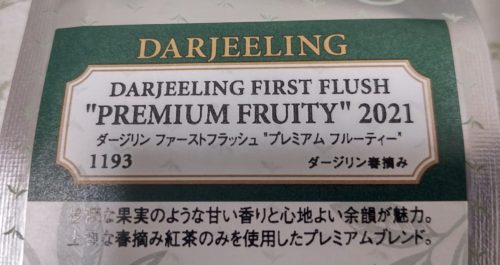 DARJEELING
DARJEELING FIRST FLUSH
"PREMIUM FRUITY" 2021
ダージリン ファーストフラッシュ "プレミアム フルーティー"
1193 ダージリン春摘み
な果実のような甘い香りと心地よい余韻が魅力。
な春摘み紅茶のみを使用したプレミアムブレンド。